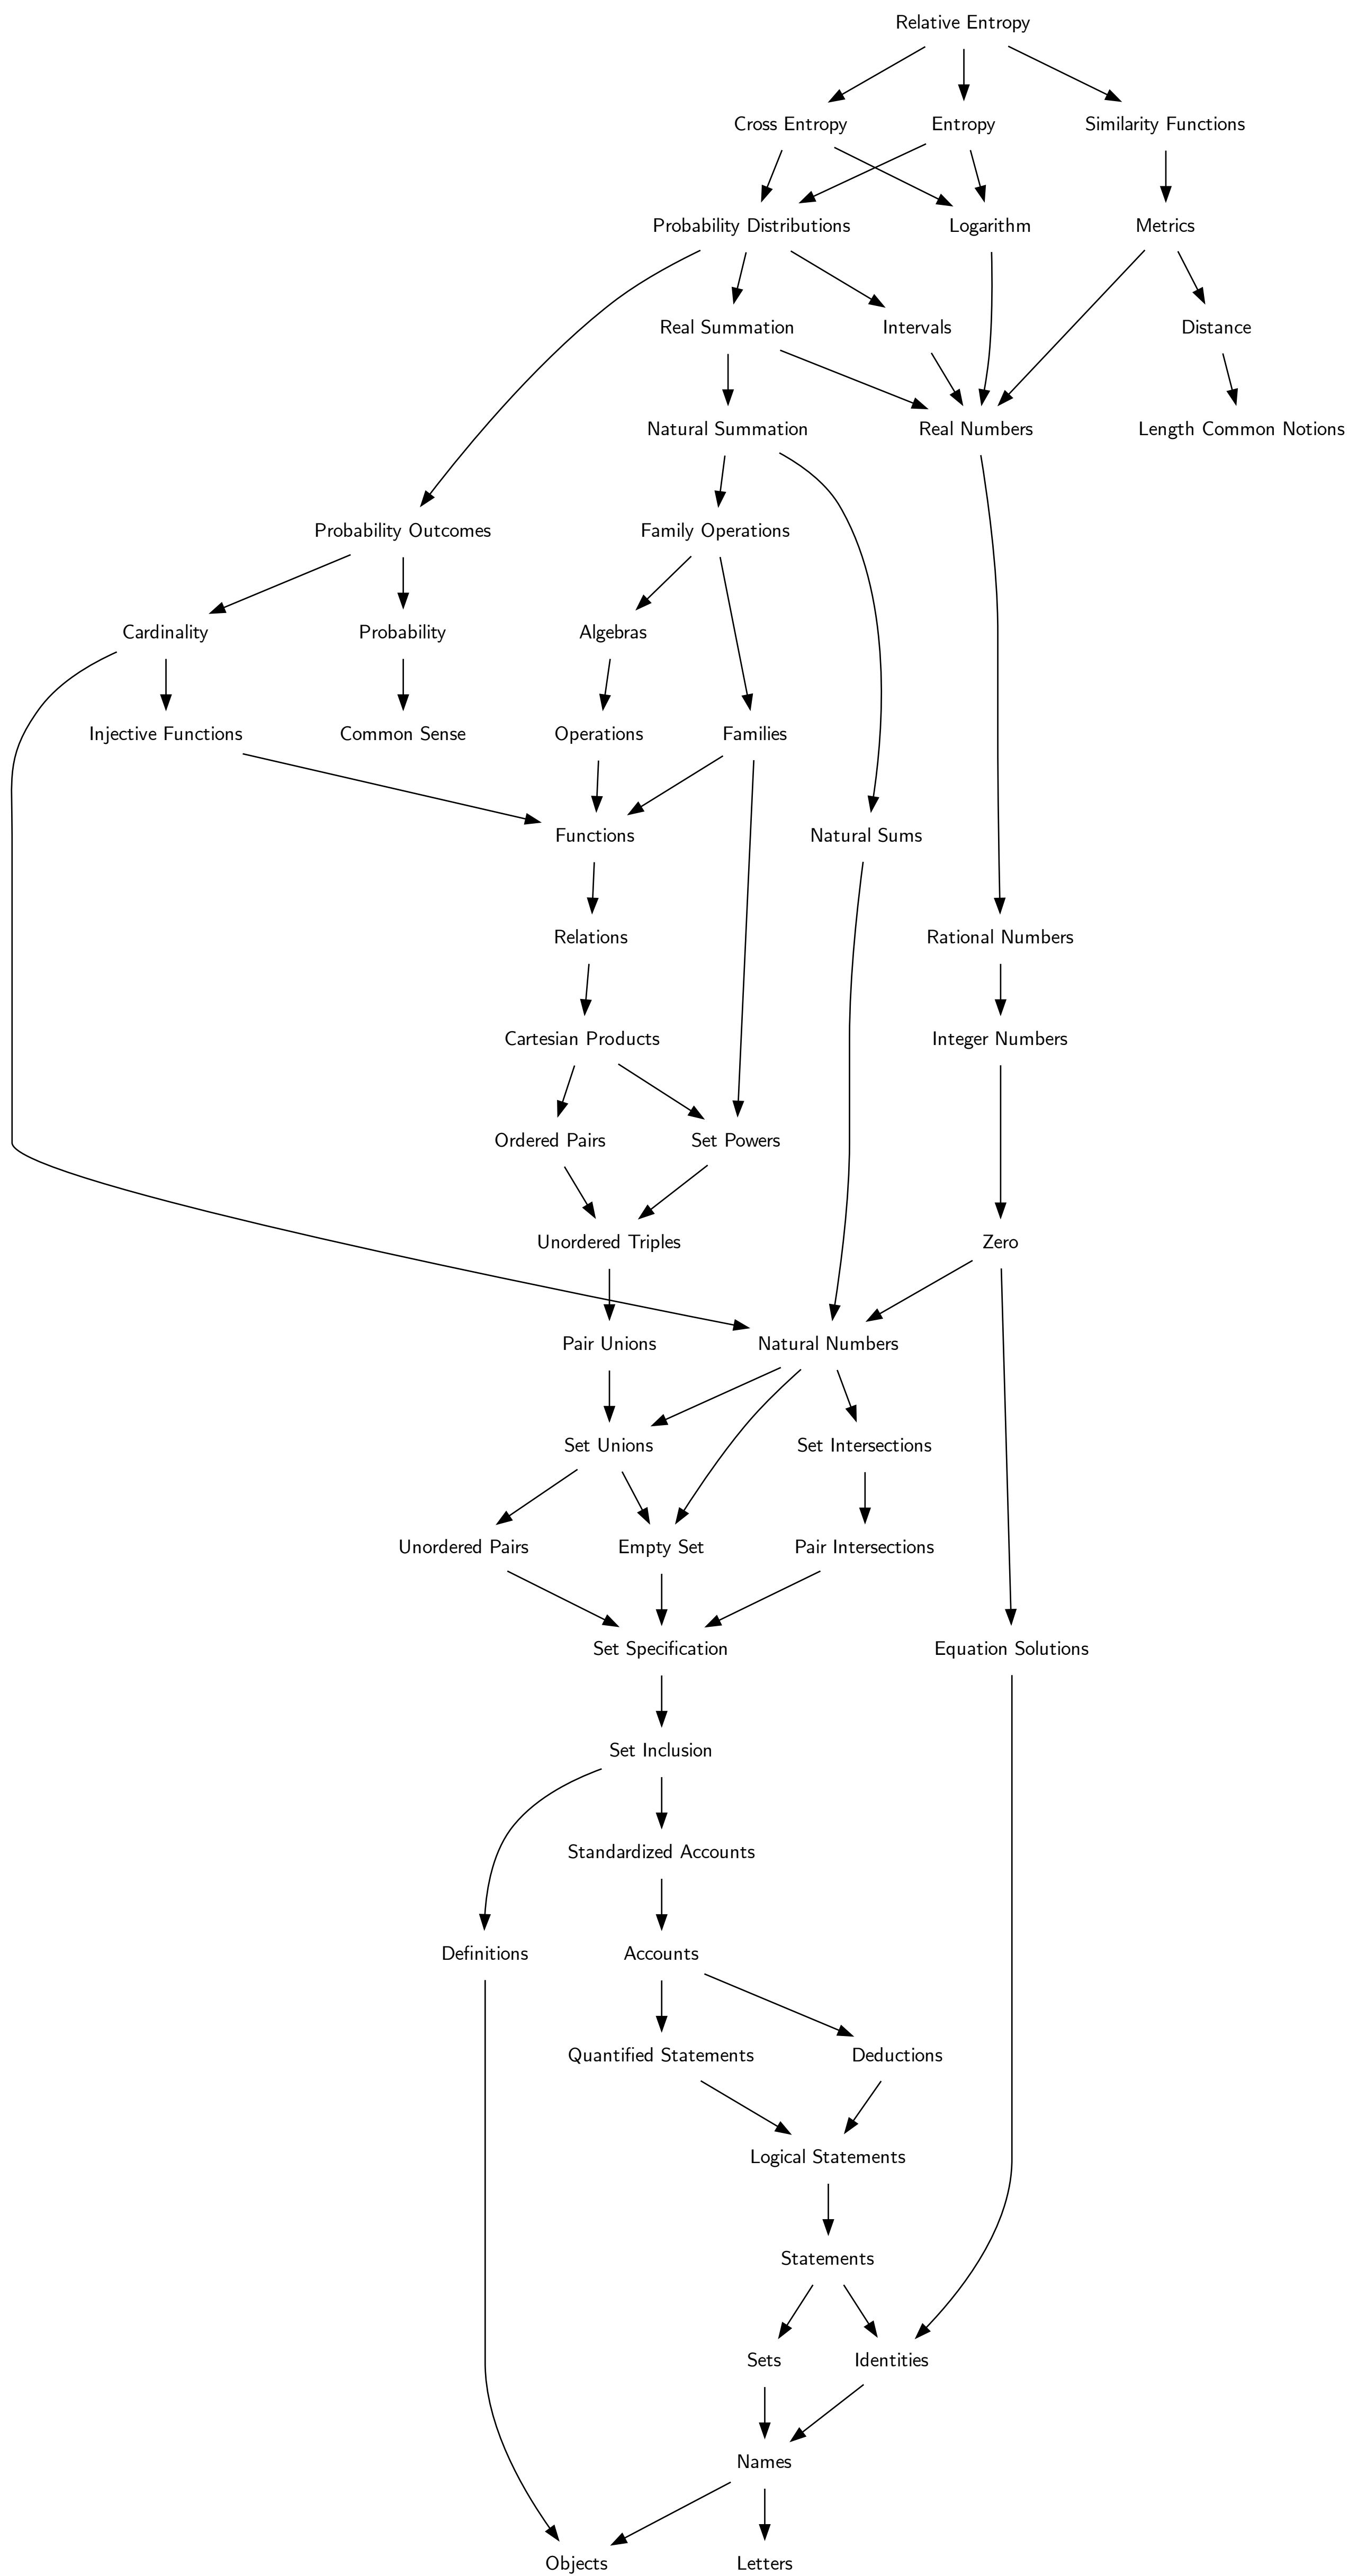 Relative Entropy
Cross Entropy
Entropy
Similarity Functions
Probability Distributions
Logarithm
Metrics
Real Summation
Intervals
Distance
Natural Summation
Real Numbers
Length Common Notions
Probability Outcomes
Family Operations
Cardinality
Probability
Algebras
Injective Functions
Common Sense
Operations
Families
Functions
Natural Sums
Relations
Rational Numbers
Cartesian Products
Integer Numbers
Ordered Pairs
Set Powers
Unordered Triples
Zero
Pair Unions
Natural Numbers
Set Unions
Set Intersections
Unordered Pairs
Empty Set
Pair Intersections
Set Specification
Equation Solutions
Set Inclusion
Standardized Accounts
Definitions
Accounts
Quantified Statements
Deductions
Logical Statements
Statements
Sets
Identities
Names
Objects
Letters